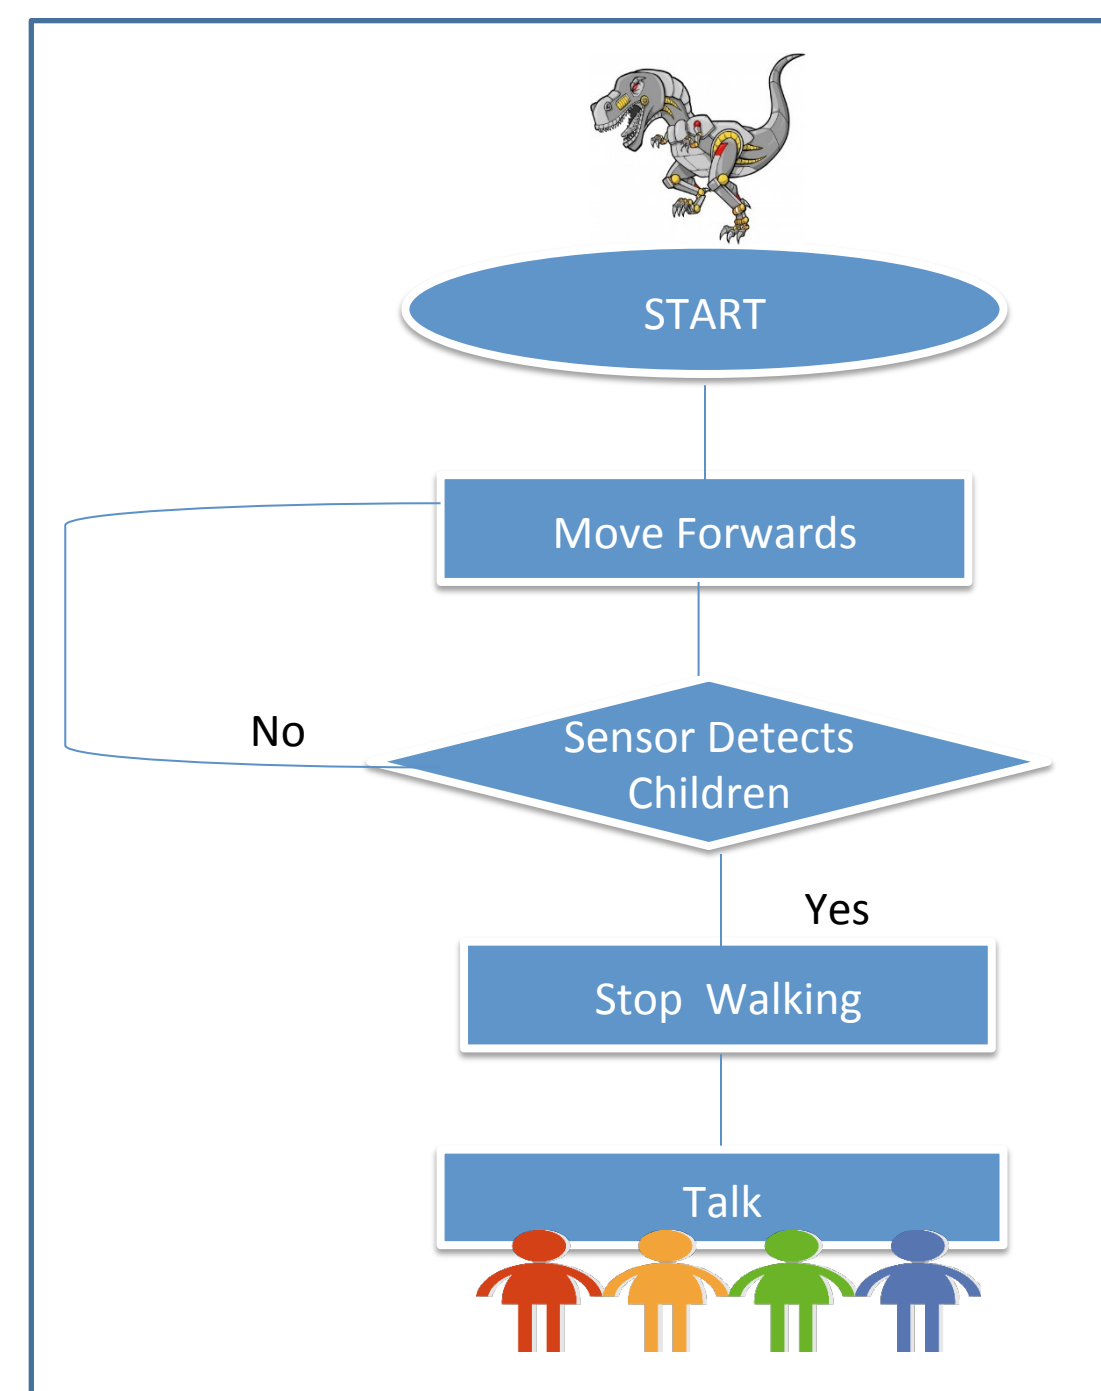 START
Move Forwards
No
Sensor Detects
Children
Yes
Stop  Walking
Talk